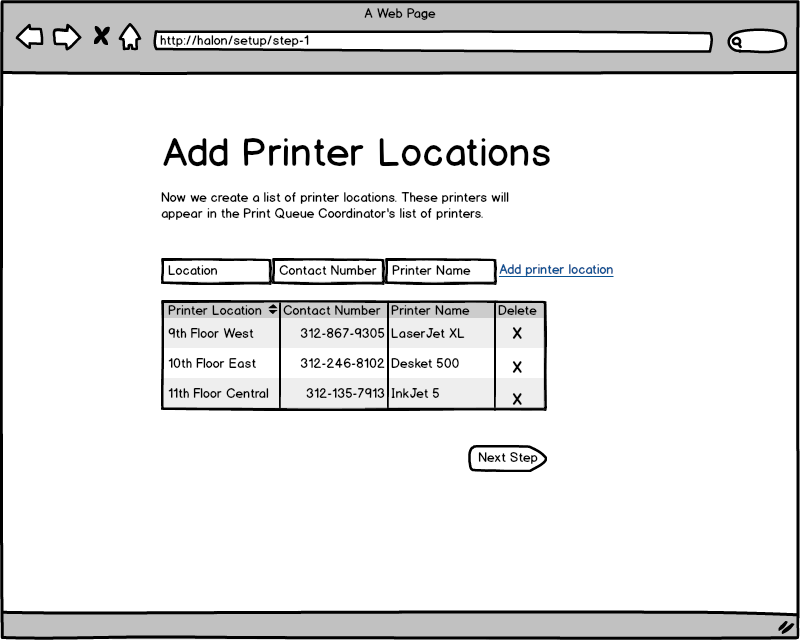 A Web Page
http://halon/setup/step-1
Add Printer Locations
Now we create a list of printer locations. These printers will
appear in the Print Queue Coordinator's list of printers.
Location Contact Number Printer Name Add printer location
Printer Location Contact Number Printer Name Delete
9th Floor West 312-867-9305 LaserJet XL X
10th Floor East 312-246-8102 Desket 500 X
11th Floor Central 312-135-7913 InkJet 5 X
Next Step